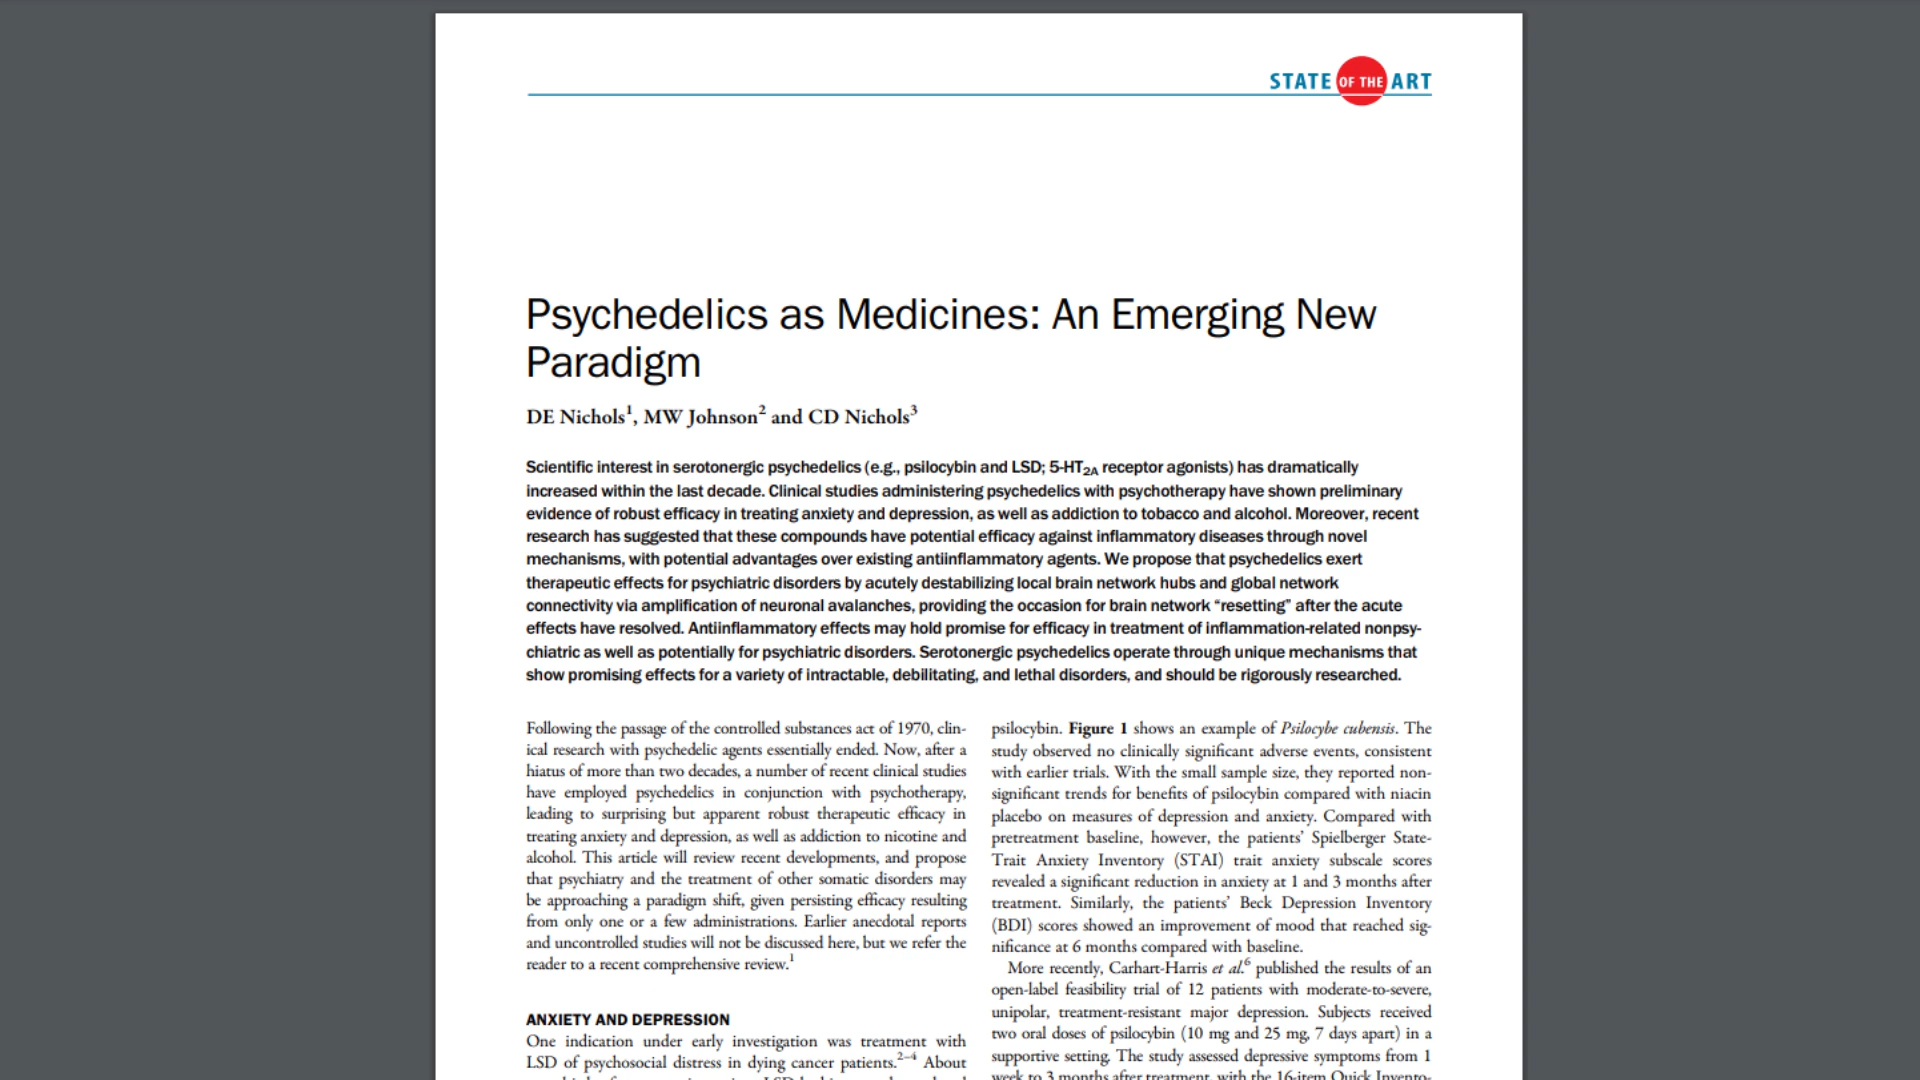 STATE OF THE ART
Psychedelics as Medicines: An Emerging New
Paradigm
DE Nichols1, MW Johnson2 and CD Nichols3
Scientific interest in serotonergic psychedelics (e.g., psilocybin and LSD; 5-HT2A receptor agonists) has dramatically
increased within the last decade. Clinical studies administering psychedelics with psychotherapy have shown preliminary
evidence of robust efficacy in treating anxiety and depression, as well as addiction to tobacco and alcohol. Moreover, recent
research has suggested that these compounds have potential efficacy against inflammatory diseases through novel
mechanisms, with potential advantages over existing antiinflammatory agents. We propose that psychedelics exert
therapeutic effects for psychiatric disorders by acutely destabilizing local brain network hubs and global network
connectivity via amplification of neuronal avalanches, providing the occasion for brain network “resetting” after the acute
effects have resolved. Antiinflammatory effects may hold promise for efficacy in treatment of inflammation-related nonpsy-
chiatric as well as potentially for psychiatric disorders. Serotonergic psychedelics operate through unique mechanisms that
show promising effects for a variety of intractable, debilitating, and lethal disorders, and should be rigorously researched.
Following the passage of the controlled substances act of 1970, clin-
ical research with psychedelic agents essentially ended. Now, after a
hiatus of more than two decades, a number of recent clinical studies
have employed psychedelics in conjunction with psychotherapy,
leading to surprising but apparent robust therapeutic efficacy in
treating anxiety and depression, as well as addiction to nicotine and
alcohol. This article will review recent developments, and propose
that psychiatry and the treatment of other somatic disorders may
be approaching a paradigm shift, given persisting efficacy resulting
from only one or a few administrations. Earlier anecdotal reports
and uncontrolled studies will not be discussed here, but we refer the
reader to a recent comprehensive review.1
ANXIETY AND DEPRESSION
One indication under early investigation was treatment with
LSD of psychosocial distress in dying cancer patients.2–4 About
psilocybin. Figure 1 shows an example of Psilocybe cubensis. The
study observed no clinically significant adverse events, consistent
with earlier trials. With the small sample size, they reported non-
significant trends for benefits of psilocybin compared with niacin
placebo on measures of depression and anxiety. Compared with
pretreatment baseline, however, the patients’ Spielberger State-
Trait Anxiety Inventory (STAI) trait anxiety subscale scores
revealed a significant reduction in anxiety at 1 and 3 months after
treatment. Similarly, the patients’ Beck Depression Inventory
(BDI) scores showed an improvement of mood that reached sig-
nificance at 6 months compared with baseline.
More recently, Carhart-Harris et al.6 published the results of an
open-label feasibility trial of 12 patients with moderate-to-severe,
unipolar, treatment-resistant major depression. Subjects received
two oral doses of psilocybin (10 mg and 25 mg, 7 days apart) in a
supportive setting. The study assessed depressive symptoms from 1
week to 3 months after treatment, with the 16-item Quick Invento-